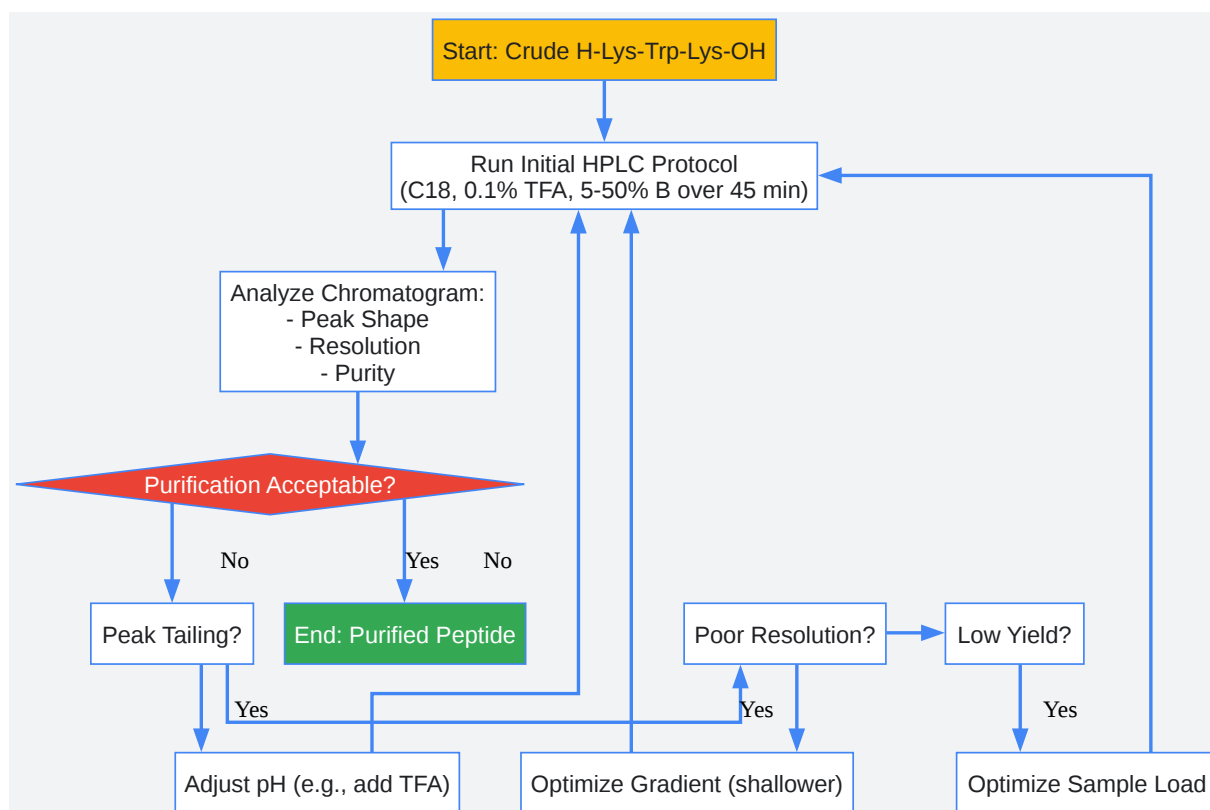 Start: Crude H-Lys-Trp-Lys-OH
Run Initial HPLC Protocol
(C18, 0.1% TFA, 5-50% B over 45 min)
Analyze Chromatogram:
- Peak Shape
- Resolution
- Purity
Purification Acceptable?
No
Yes
No
Peak Tailing?
End: Purified Peptide
Poor Resolution?
Low Yield?
Yes
Yes
Yes
Adjust pH (e.g., add TFA)
Optimize Gradient (shallower)
Optimize Sample Load